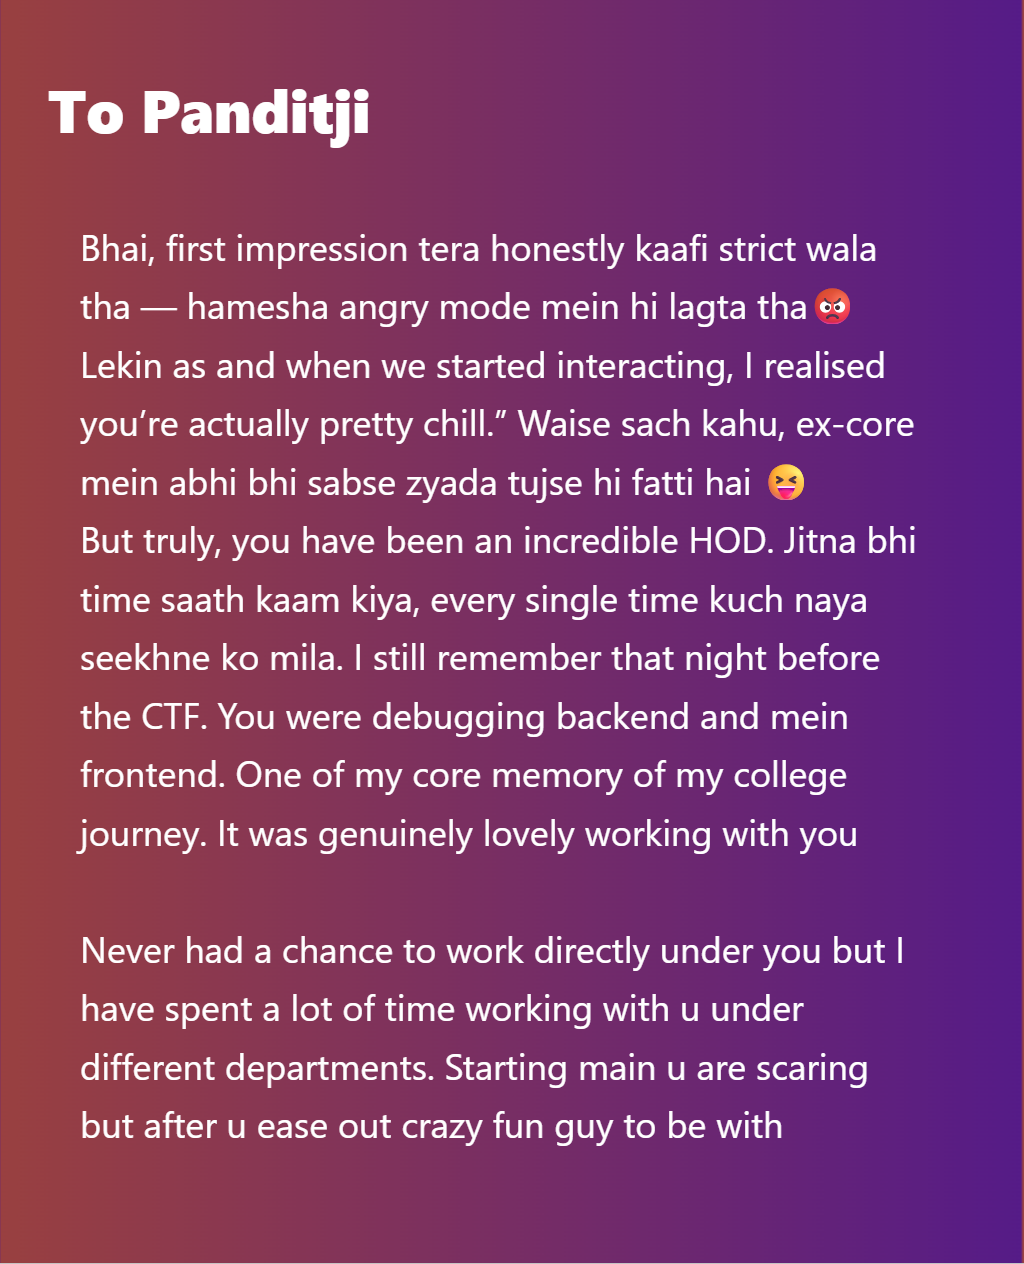 To Panditji
Bhai, first impression tera honestly kaafi strict wala
tha — hamesha angry mode mein hi lagta tha😡
Lekin as and when we started interacting, I realised
you’re actually pretty chill.” Waise sach kahu, ex-core
mein abhi bhi sabse zyada tujse hi fatti hai 😝
But truly, you have been an incredible HOD. Jitna bhi
time saath kaam kiya, every single time kuch naya
seekhne ko mila. I still remember that night before
the CTF. You were debugging backend and mein
frontend. One of my core memory of my college
journey. It was genuinely lovely working with you
Never had a chance to work directly under you but I
have spent a lot of time working with u under
different departments. Starting main u are scaring
but after u ease out crazy fun guy to be with